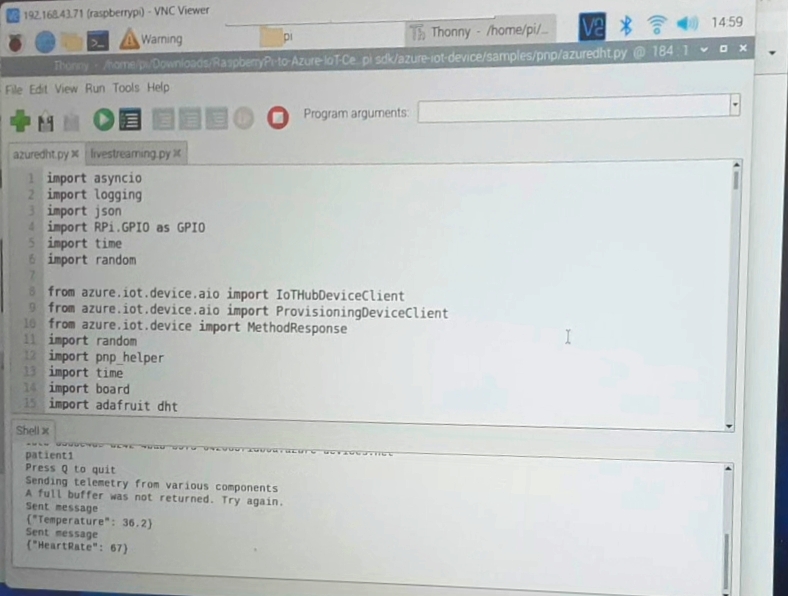 192.168.43.71 (raspberrypi) - VNC Viewer
Warning
pi
Thonny - /home/pi/...
14:59
Thonny - /home/pi/Downloads/RaspberryPi-to-Azure-IoT-Ce...pi sdk/azure-iot-device/samples/pnp/azuredht.py @ 184 : 1
File Edit View Run Tools Help
Program arguments:
azuredht.py livestreaming.py
1 import asyncio
2 import logging
3 import json
4 import RPi.GPIO as GPIO
5 import time
6 import random
7
8 from azure.iot.device.aio import IoTHubDeviceClient
9 from azure.iot.device.aio import ProvisioningDeviceClient
10 from azure.iot.device import MethodResponse
11 import random
12 import pnp_helper
13 import time
14 import board
15 import adafruit dht
Shell
patient1
Press Q to quit
Sending telemetry from various components
A full buffer was not returned. Try again.
Sent message
{"Temperature": 36.2}
Sent message
{"HeartRate": 67}